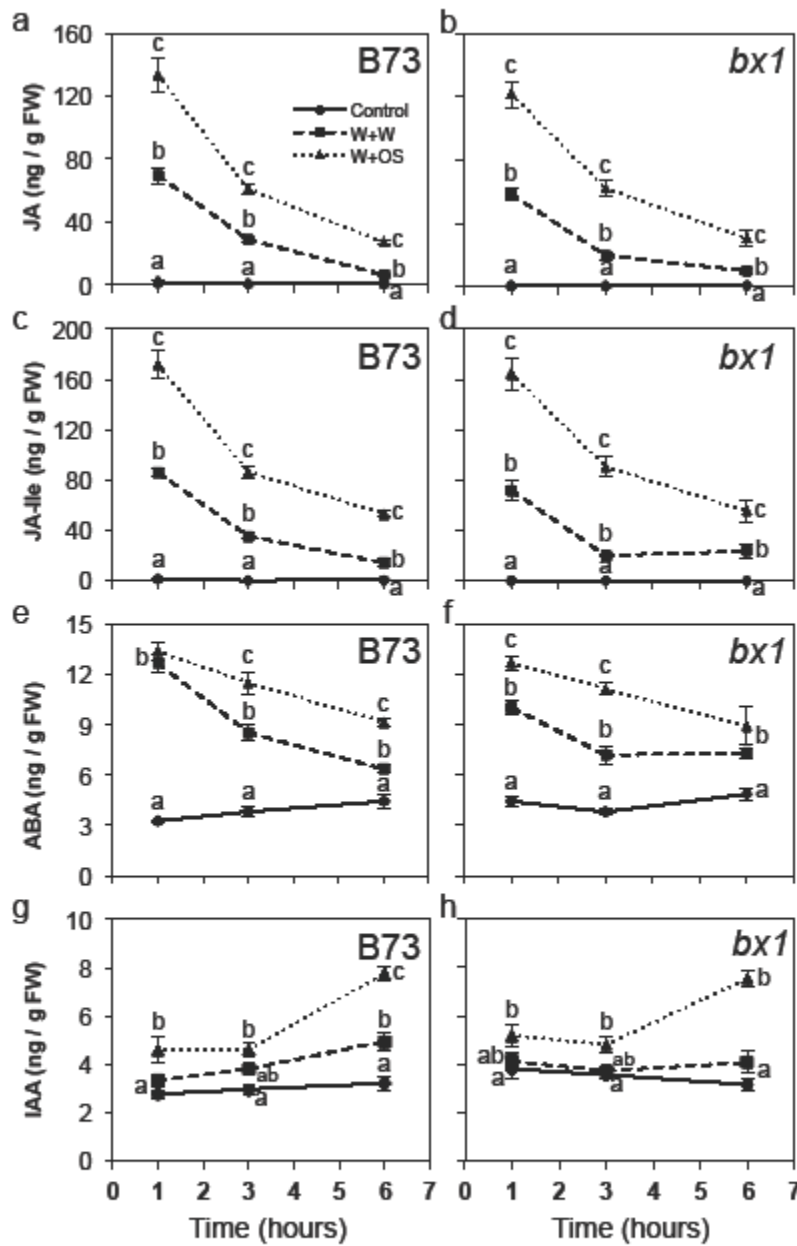 a
B73
JA (ng / g FW)
160
120
80
40
0
c
b
a
c
b
a
c
b
a
Control
W+W
W+OS
b
bx1
c
b
a
c
b
a
c
b
a
c
B73
JA-Ile (ng / g FW)
200
160
120
80
40
0
c
b
a
c
b
a
c
b
a
d
bx1
c
b
a
c
b
a
c
b
a
e
B73
ABA (ng / g FW)
15
12
9
6
3
0
b
a
c
b
a
c
b
a
f
bx1
c
b
a
c
b
a
b
a
g
B73
IAA (ng / g FW)
10
8
6
4
2
0
b
a
b
ab
a
c
b
a
0 1 2 3 4 5 6 7
Time (hours)
h
bx1
b
ab
a
b
ab
a
b
a
0 1 2 3 4 5 6 7
Time (hours)